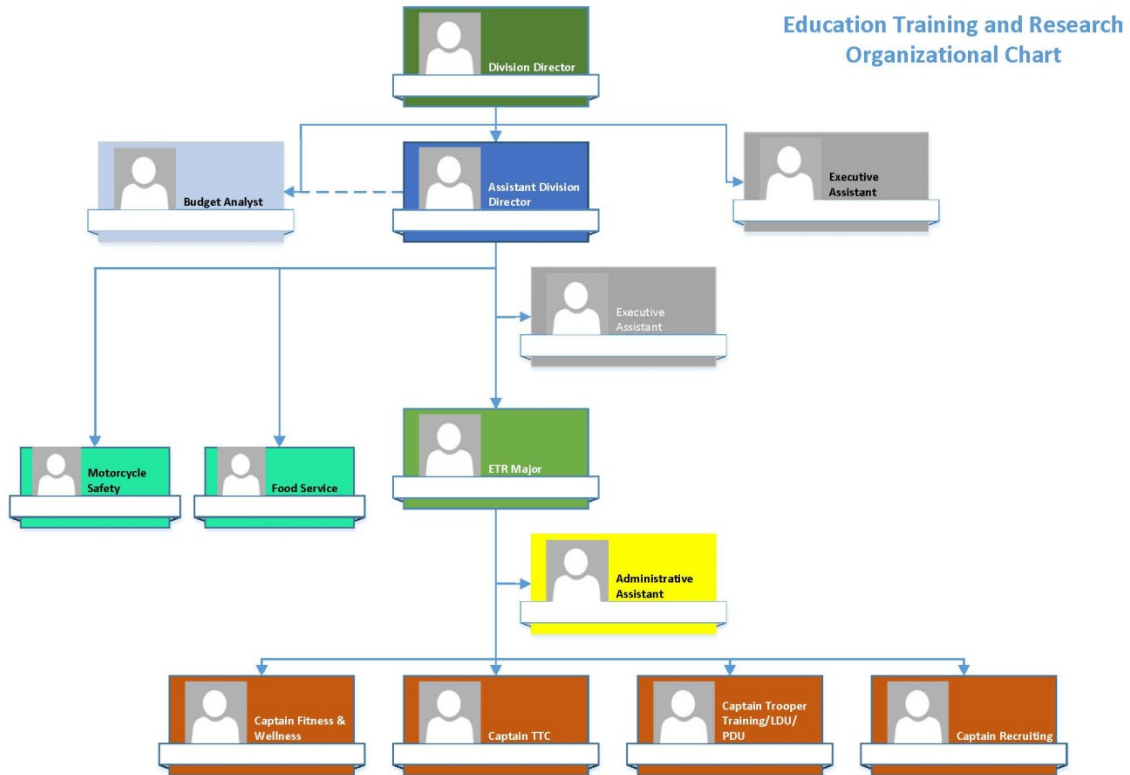 Education Training and Research
Organizational Chart
Division Director
Budget Analyst
Assistant Division
Director
Executive
Assistant
Executive
Assistant
Motorcycle
Safety
Food Service
ETR Major
Administrative
Assistant
Captain Fitness &
Wellness
Captain TTC
Captain Trooper
Training/LDU/
PDU
Captain Recruiting